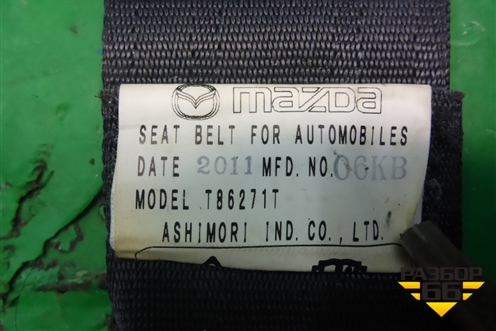 mazda
SEAT BELT FOR AUTOMOBILES
DATE 2011 MFD. NO. 06KB
MODEL T86271T
ASHIMORI IND. CO., LTD.
РАЗБОР
66